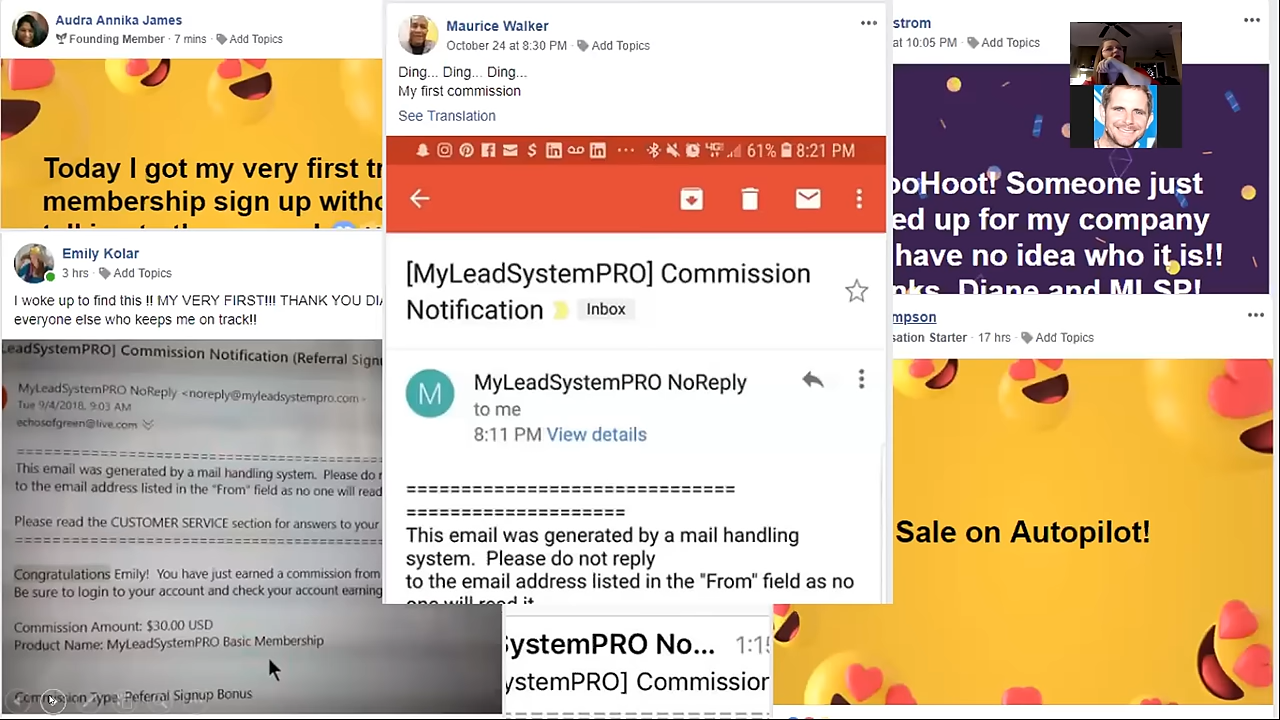 Audra Annika James
Founding Member · 7 mins · Add Topics
Today I got my very first
membership sign up
Emily Kolar
3 hrs · Add Topics
I woke up to find this !! MY VERY FIRST!!! THANK YOU
everyone else who keeps me on track!!
LeadSystemPRO] Commission Notification (Referral
MyLeadSystemPRO NoReply <noreply@myleadsystempro.com
Tue 9/4/2018, 9:03 AM
echosofgreen@live.com
==============================
This email was generated by a mail handling system. Please do
to the email address listed in the "From" field as no one will read
Please read the CUSTOMER SERVICE section for answers to your
==============================
Congratulations Emily! You have just earned a commission from
Be sure to login to your account and check your account earning
Commission Amount: $30.00 USD
Product Name: MyLeadSystemPRO Basic Membership
Commission Type: Referral Signup Bonus
Maurice Walker
October 24 at 8:30 PM · Add Topics
Ding... Ding... Ding...
My first commission
See Translation
61% 8:21 PM
[MyLeadSystemPRO] Commission
Notification Inbox
M
MyLeadSystemPRO NoReply
to me
8:11 PM View details
==============================
====================
This email was generated by a mail handling
system. Please do not reply
to the email address listed in the "From" field as no
one will read it
SystemPRO No... 1:15
ystemPRO] Commission
strom
at 10:05 PM · Add Topics
ooHoot! Someone just
ed up for my company
have no idea who it is!!
nks, Diane and MLSP!
mpson
sation Starter · 17 hrs · Add Topics
Sale on Autopilot!